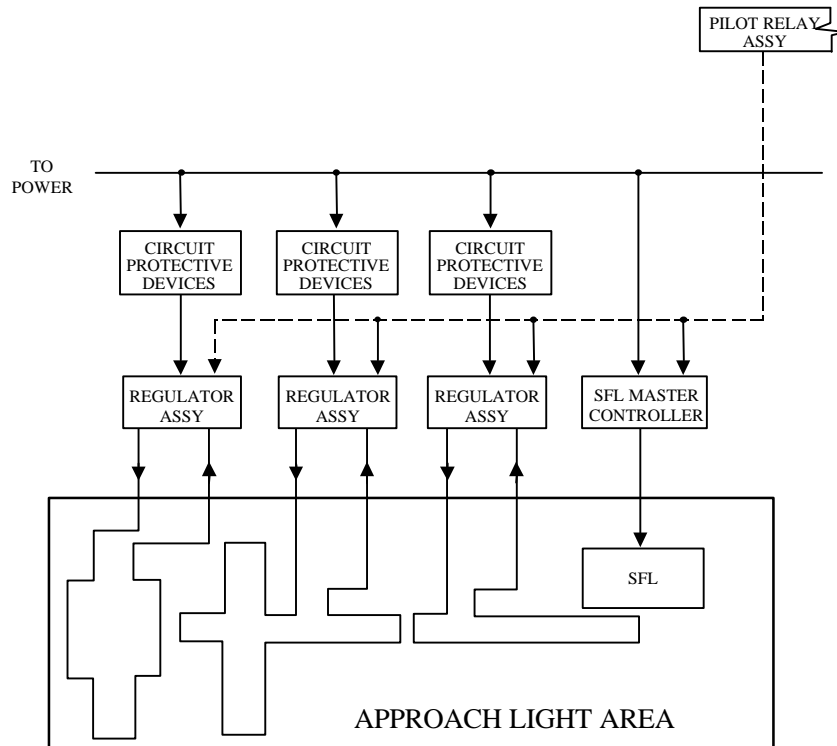 PILOT RELAY
ASSY
TO
POWER
CIRCUIT
PROTECTIVE
DEVICES
CIRCUIT
PROTECTIVE
DEVICES
CIRCUIT
PROTECTIVE
DEVICES
REGULATOR
ASSY
REGULATOR
ASSY
REGULATOR
ASSY
SFL MASTER
CONTROLLER
SFL
APPROACH LIGHT AREA